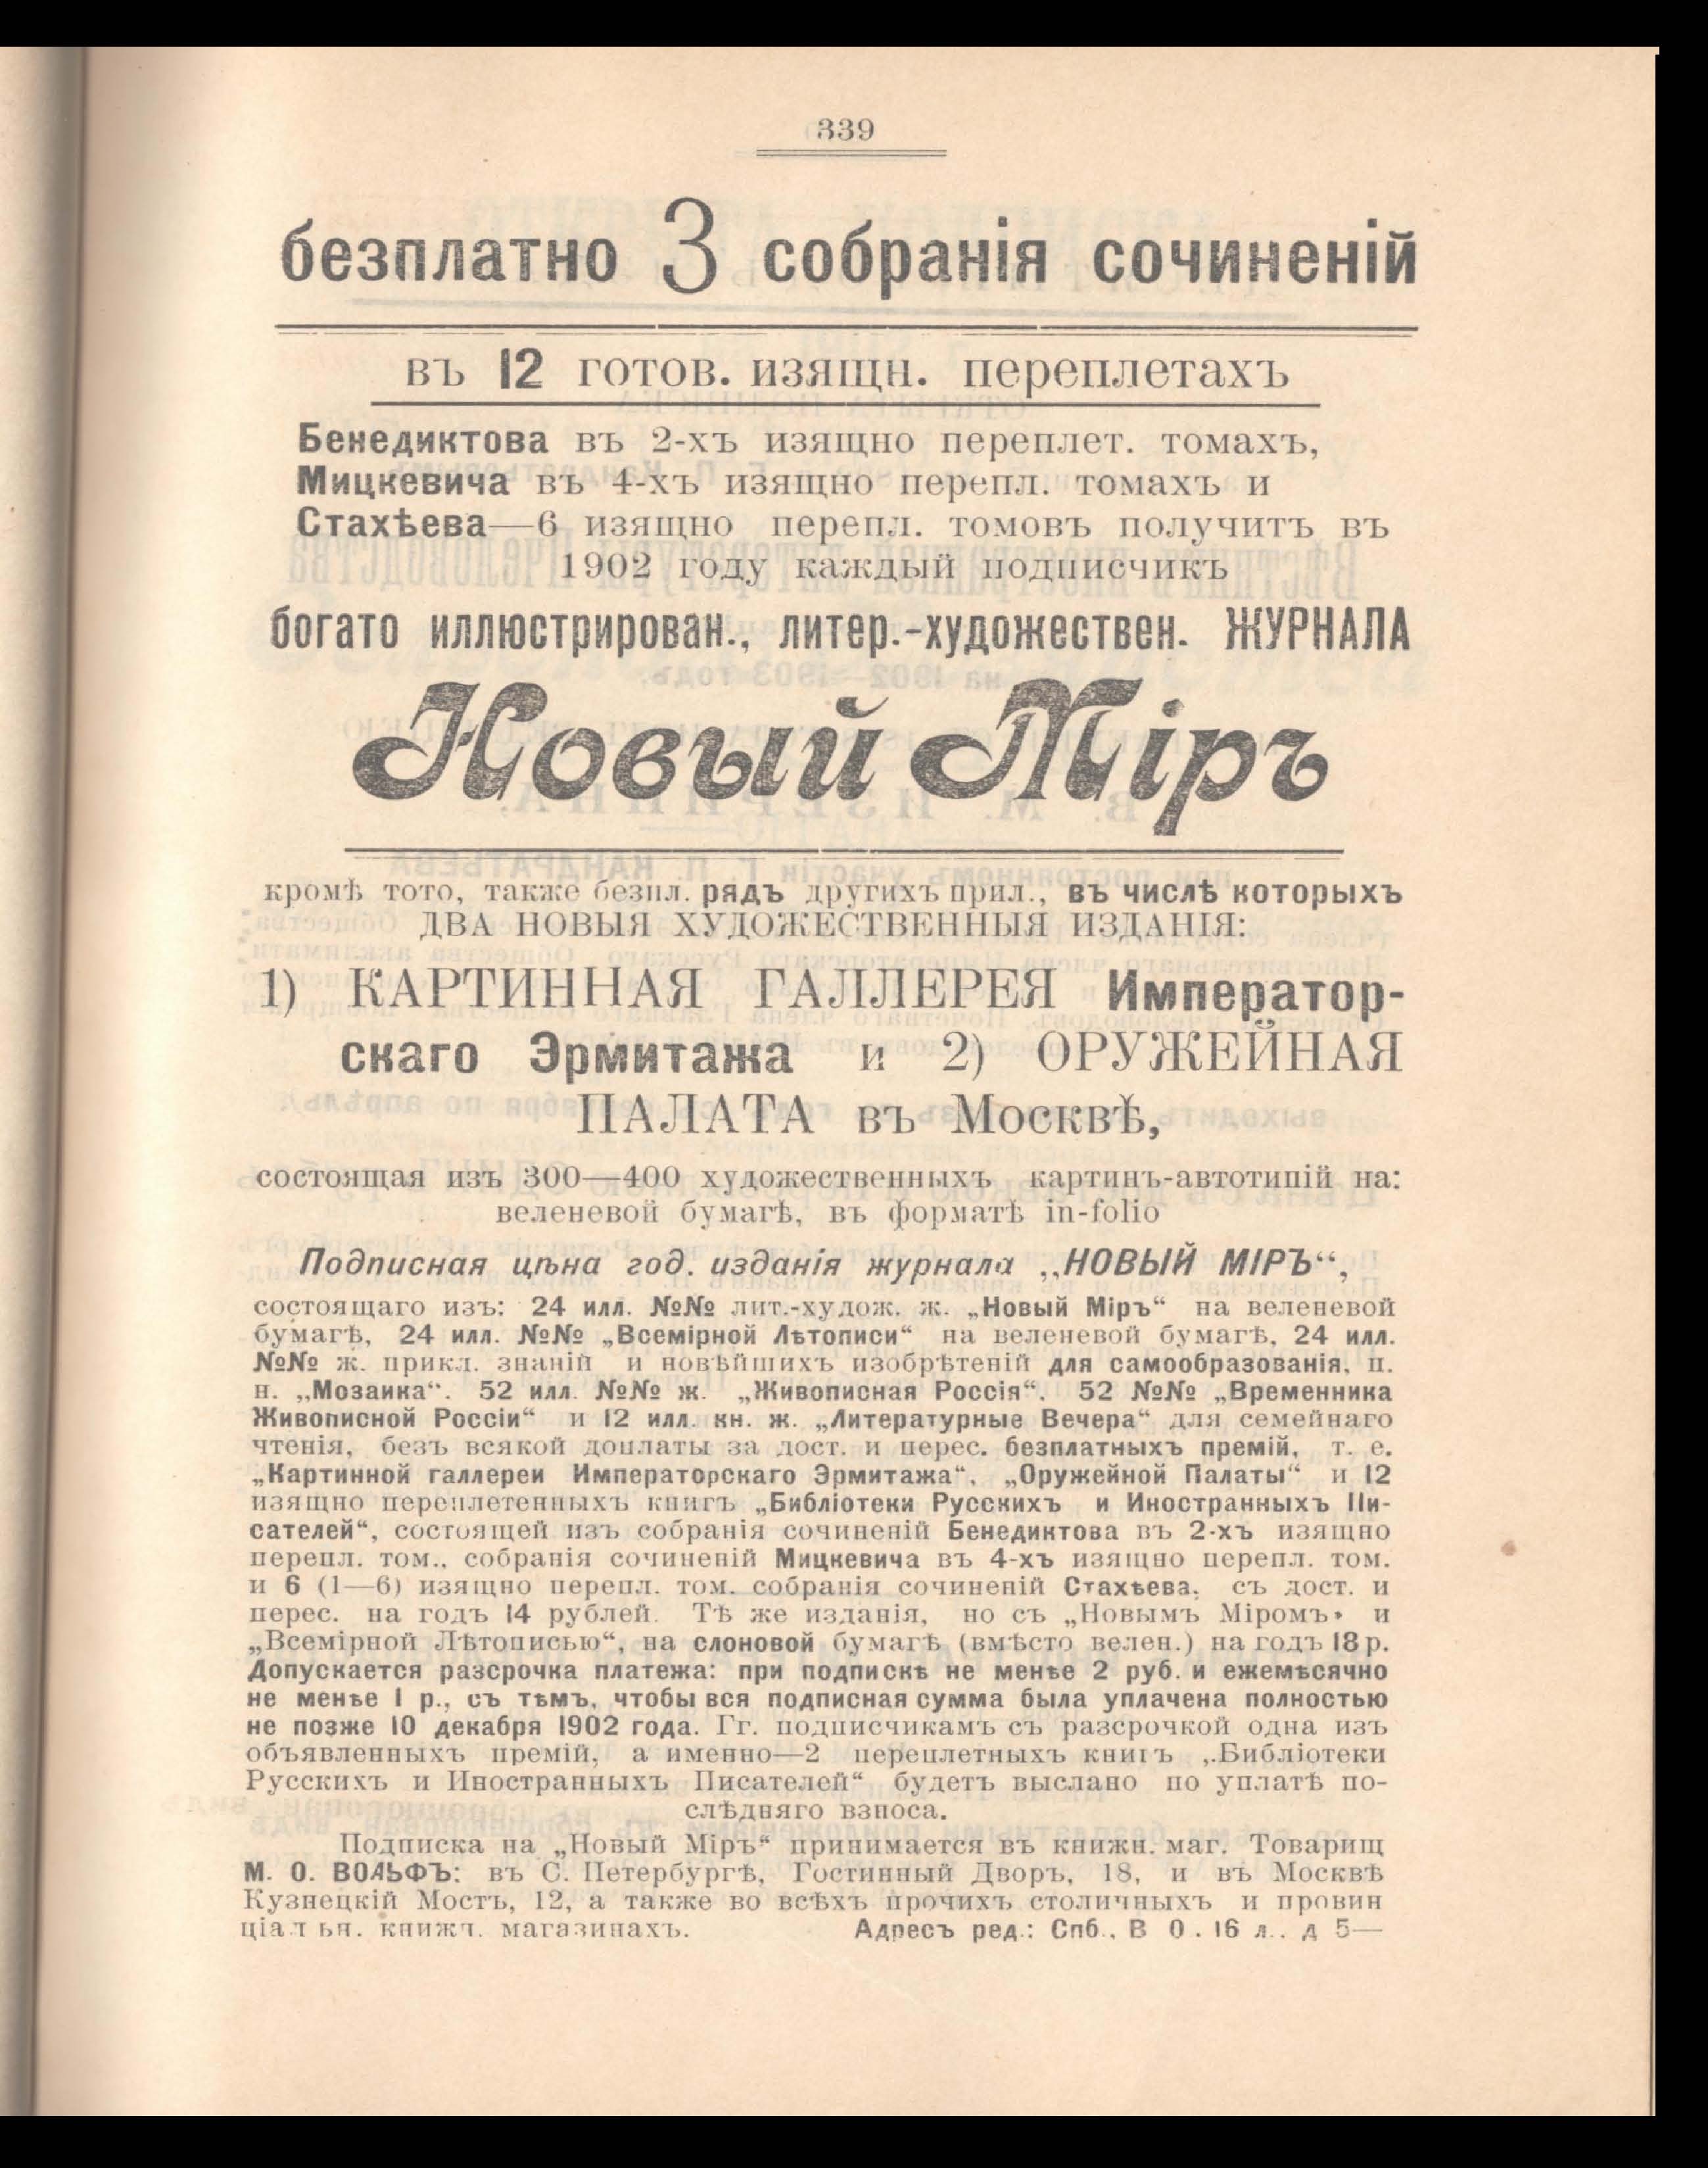 339
безплатно 3 собранія сочиненій
въ 12 готов. изящн. переплетахъ
Бенедиктова въ 2-хъ изящно переплет. томахъ,
Мицкевича въ 4-хъ изящно перепл. томахъ и
Стахѣева—6 изящно перепл. томовъ получитъ въ
1902 году каждый подписчикъ
богато иллюстрирован., литер.-художествен. ЖУРНАЛА
Новый Міръ
кромѣ тото, также безпл. рядъ другихъ прил., въ числѣ которыхъ
ДВА НОВЫЯ ХУДОЖЕСТВЕННЫЯ ИЗДАНІЯ:
1) КАРТИННАЯ ГАЛЛЕРЕЯ Император-
скаго Эрмитажа и 2) ОРУЖЕЙНАЯ
ПАЛАТА въ Москвѣ,
состоящая изъ 300—400 художественныхъ картинъ-автотипій на:
веленевой бумагѣ, въ форматѣ in-folio
Подписная цѣна год. изданія журнала „НОВЫЙ МІРЪ“,
состоящаго изъ: 24 илл. №№ лит.-худож. ж. „Новый Міръ“ на веленевой
бумагѣ, 24 илл. №№ „Всемірной Лѣтописи“ на веленевой бумагѣ, 24 илл.
№№ ж. прикл. знаній и новѣйшихъ изобрѣтеній для самообразованія, п.
н. „Мозаика“. 52 илл. №№ ж. „Живописная Россія“. 52 №№ „Временника
Живописной Россіи“ и 12 илл. кн. ж. „Литературные Вечера“ для семейнаго
чтенія, безъ всякой доплаты за дост. и перес. безплатныхъ премій, т. е.
„Картинной галлереи Императорскаго Эрмитажа“, „Оружейной Палаты“ и 12
изящно переплетенныхъ книгъ „Библіотеки Русскихъ и Иностранныхъ Пи-
сателей“, состоящей изъ собранія сочиненій Бенедиктова въ 2-хъ изящно
перепл. том., собранія сочиненій Мицкевича въ 4-хъ изящно перепл. том.
и 6 (1—6) изящно перепл. том. собранія сочиненій Стахѣева, съ дост. и
перес. на годъ 14 рублей. Тѣ же изданія, но съ „Новымъ Міромъ“ и
„Всемірной Лѣтописью“, на слоновой бумагѣ (вмѣсто велен.) на годъ 18 р.
Допускается разсрочка платежа: при подпискѣ не менѣе 2 руб. и ежемѣсячно
не менѣе 1 р., съ тѣмъ, чтобы вся подписная сумма была уплачена полностью
не позже 10 декабря 1902 года. Гг. подписчикамъ съ разсрочкой одна изъ
объявленныхъ премій, а именно—2 переплетныхъ книгъ „Библіотеки
Русскихъ и Иностранныхъ Писателей“ будетъ выслано по уплатѣ по-
слѣдняго взноса.
Подписка на „Новый Міръ“ принимается въ книжн. маг. Товарищ
М. О. ВОЛЬФЪ: въ С. Петербургѣ, Гостинный Дворъ, 18, и въ Москвѣ
Кузнецкій Мостъ, 12, а также во всѣхъ прочихъ столичныхъ и провин
ціальн. книжн. магазинахъ. Адресъ ред.: Спб., В О. 16 л., д 5—